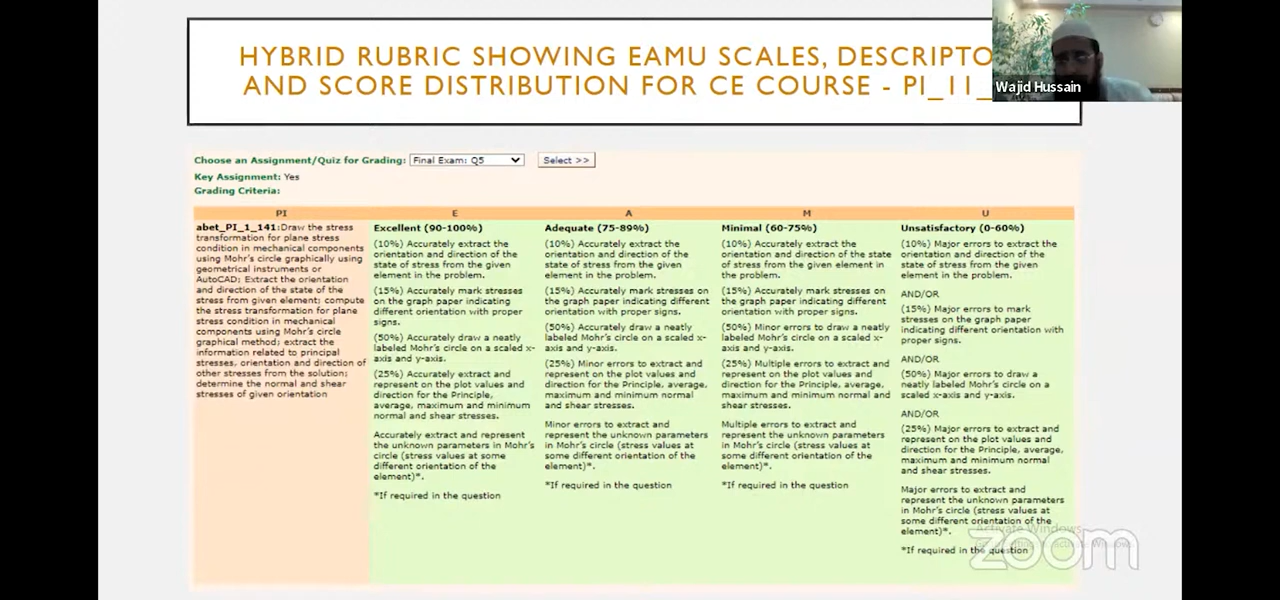 HYBRID RUBRIC SHOWING EAMU SCALES, DESCRIPTO
AND SCORE DISTRIBUTION FOR CE COURSE - PI_11_
Wajid Hussain
Choose an Assignment/Quiz for Grading: Final Exam: Q5 Select >>
Key Assignment: Yes
Grading Criteria:
PI E A M U
abet_PI_1_141:Draw the stress
transformation for plane stress
condition in mechanical components
using Mohr's circle graphically using
geometrical instruments or
AutoCAD; Extract the orientation
and direction of the state of the
stress from given element; compute
the stress transformation for plane
stress condition in mechanical
components using Mohr's circle
graphical method; extract the
information related to principal
stresses, orientation and direction of
other stresses from the solution;
determine the normal and shear
stresses of given orientation
Excellent (90-100%)
(10%) Accurately extract the
orientation and direction of the
state of stress from the given
element in the problem.
(15%) Accurately mark stresses
on the graph paper indicating
different orientation with proper
signs.
(50%) Accurately draw a neatly
labeled Mohr's circle on a scaled x-
axis and y-axis.
(25%) Accurately extract and
represent on the plot values and
direction for the Principle,
average, maximum and minimum
normal and shear stresses.
Accurately extract and represent
the unknown parameters in Mohr's
circle (stress values at some
different orientation of the
element)*.
*If required in the question
Adequate (75-89%)
(10%) Accurately extract the
orientation and direction of the
state of stress from the given
element in the problem.
(15%) Accurately mark stresses on
the graph paper indicating different
orientation with proper signs.
(50%) Accurately draw a neatly
labeled Mohr's circle on a scaled x-
axis and y-axis.
(25%) Minor errors to extract and
represent on the plot values and
direction for the Principle, average,
maximum and minimum normal
and shear stresses.
Minor errors to extract and
represent the unknown parameters
in Mohr's circle (stress values at
some different orientation of the
element)*.
*If required in the question
Minimal (60-75%)
(10%) Accurately extract the
orientation and direction of the state
of stress from the given element in
the problem.
(15%) Accurately mark stresses on
the graph paper indicating different
orientation with proper signs.
(50%) Minor errors to draw a neatly
labeled Mohr's circle on a scaled x-
axis and y-axis.
(25%) Multiple errors to extract and
represent on the plot values and
direction for the Principle, average,
maximum and minimum normal and
shear stresses.
Multiple errors to extract and
represent the unknown parameters
in Mohr's circle (stress values at
some different orientation of the
element)*.
*If required in the question
Unsatisfactory (0-60%)
(10%) Major errors to extract the
orientation and direction of the
state of stress from the given
element in the problem.
AND/OR
(15%) Major errors to mark
stresses on the graph paper
indicating different orientation with
proper signs.
AND/OR
(50%) Major errors to draw a
neatly labeled Mohr's circle on a
scaled x-axis and y-axis.
AND/OR
(25%) Major errors to extract and
represent on the plot values and
direction for the Principle, average,
maximum and minimum normal
and shear stresses.
Major errors to extract and
represent the unknown parameters
in Mohr's circle (stress values at
some different orientation of the
element)*.
*If required in the question
Activate Windows
zoom